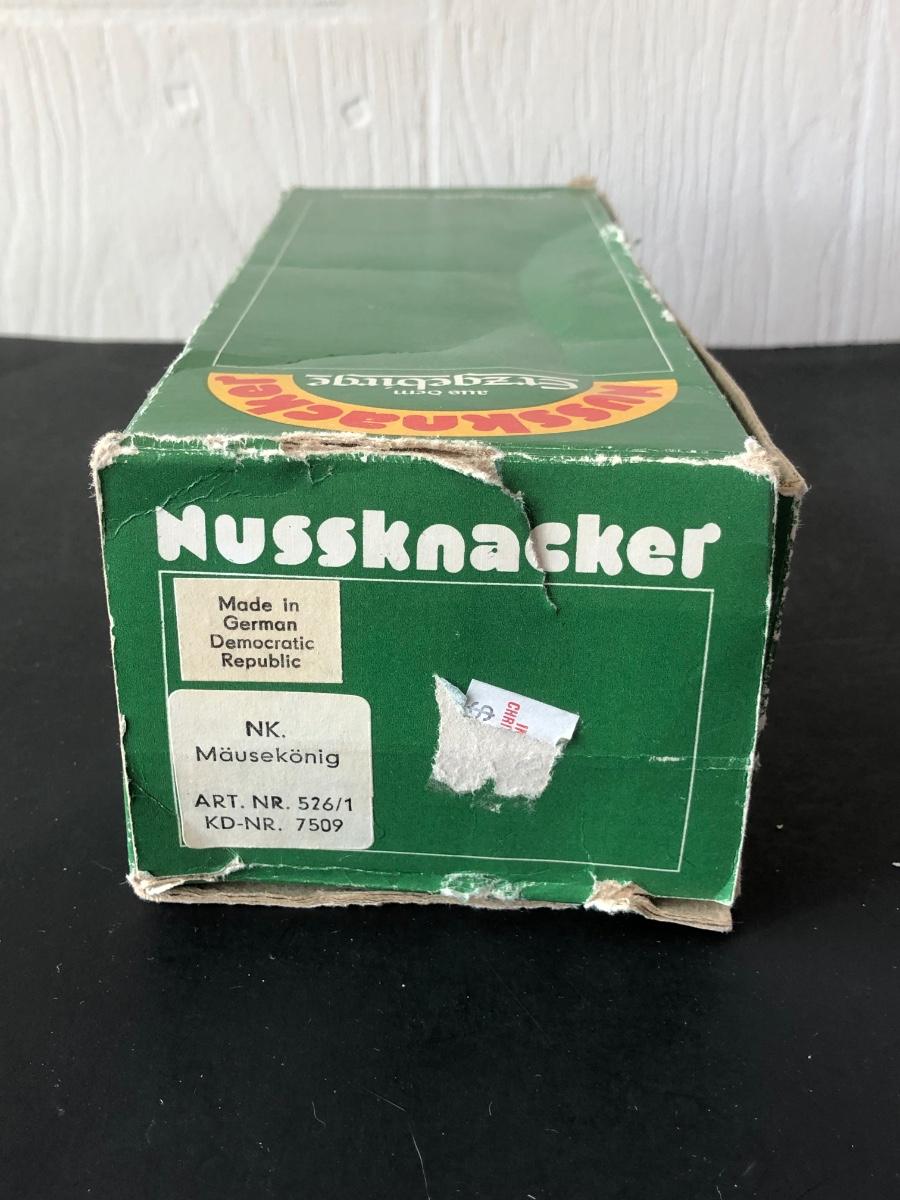 Nussknacker
aus dem
Erzgebirge
Nussknacker
Made in
German
Democratic
Republic
NK.
Mäusekönig
ART. NR. 526/1
KD-NR. 7509